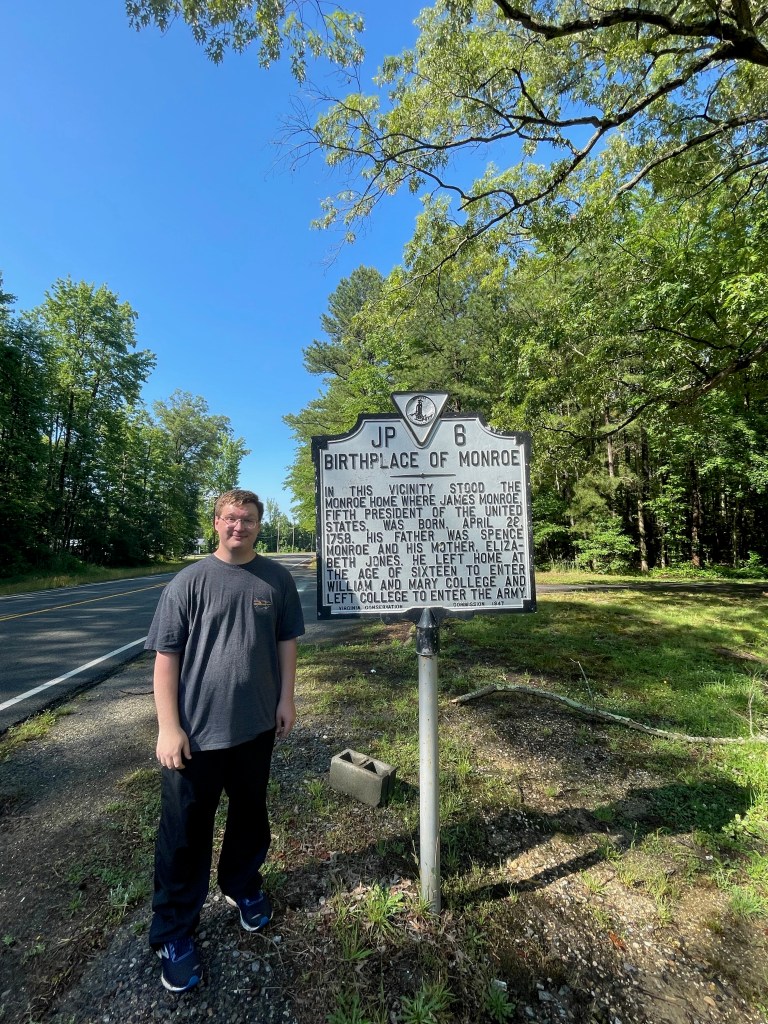 JP 6
BIRTHPLACE OF MONROE
IN THIS VICINITY STOOD THE
MONROE HOME WHERE JAMES MONROE,
FIFTH PRESIDENT OF THE UNITED
STATES, WAS BORN, APRIL 28,
1758. HIS FATHER WAS SPENCE
MONROE AND HIS MOTHER, ELIZA-
BETH JONES. HE LEFT HOME AT
THE AGE OF SIXTEEN TO ENTER
WILLIAM AND MARY COLLEGE AND
LEFT COLLEGE TO ENTER THE ARMY
VIRGINIA CONSERVATION COMMISSION 1947